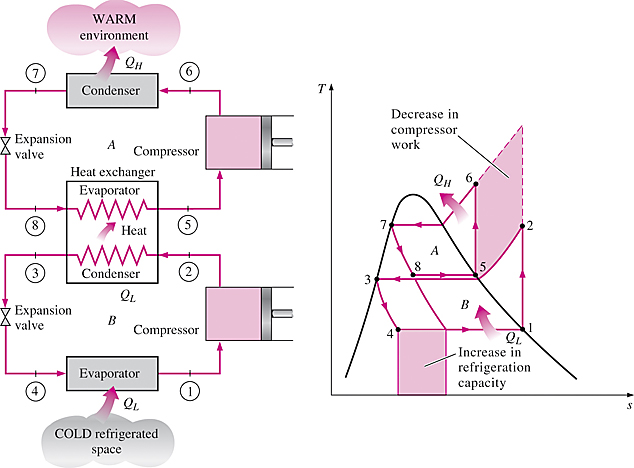 WARM
environment
Q_H
7
6
Condenser
Expansion
valve
A
Compressor
Heat exchanger
Evaporator
8
5
Heat
3
2
Condenser
Q_L
Expansion
valve
B
Compressor
4
Evaporator
1
Q_L
COLD refrigerated
space
T
Decrease in
compressor
work
Q_H
6
7
2
A
8
5
3
B
4
Q_L
1
Increase in
refrigeration
capacity
s